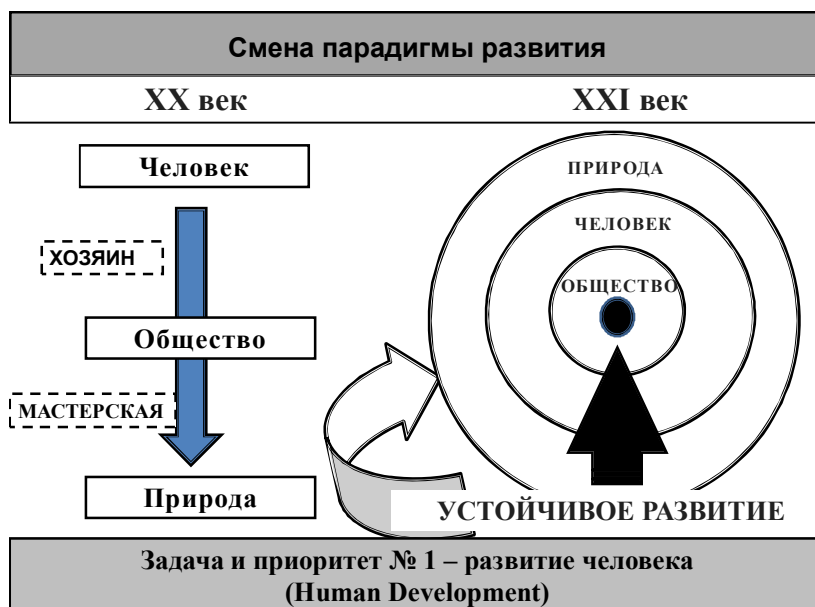 Смена парадигмы развития
XX век
XXI век
Человек
ХОЗЯИН
Общество
МАСТЕРСКАЯ
Природа
ПРИРОДА
ЧЕЛОВЕК
ОБЩЕСТВО
УСТОЙЧИВОЕ РАЗВИТИЕ
Задача и приоритет № 1 – развитие человека
(Human Development)